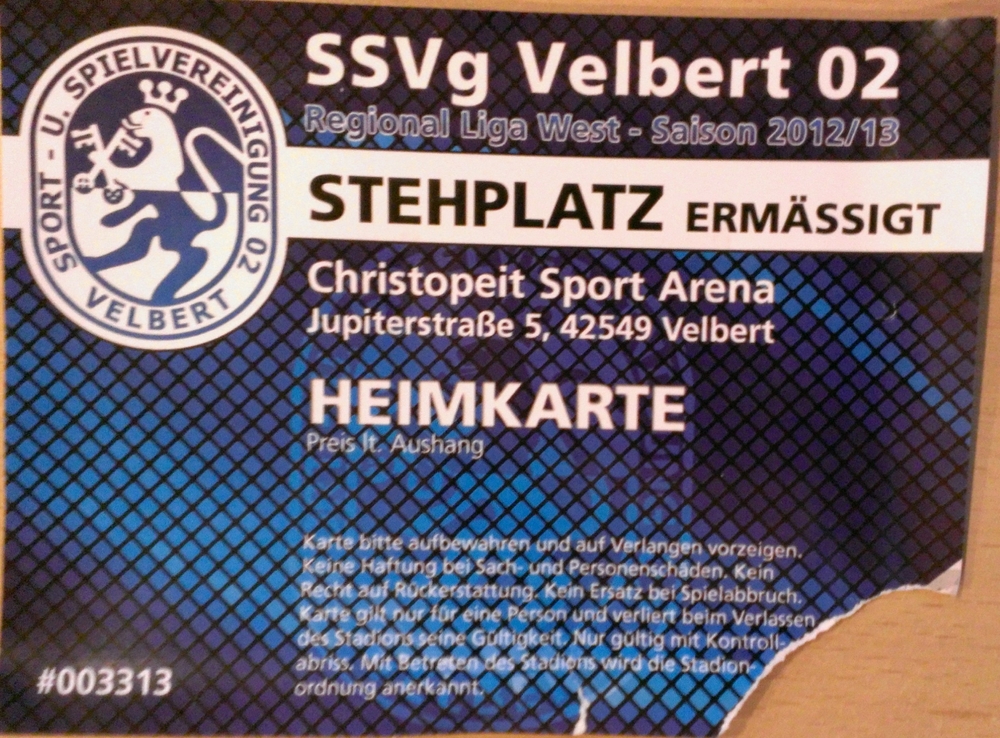 SPORT - U. SPIELVEREINIGUNG 02
VELBERT
SSVg Velbert 02
Regional Liga West - Saison 2012/13
STEHPLATZ ERMÄSSIGT
Christopeit Sport Arena
Jupiterstraße 5, 42549 Velbert
HEIMKARTE
Preis lt. Aushang
Karte bitte aufbewahren und auf Verlangen vorzeigen.
Keine Haftung bei Sach- und Personenschäden. Kein
Recht auf Rückerstattung. Kein Ersatz bei Spielabbruch.
Karte gilt nur für eine Person und verliert beim Verlassen
des Stadions seine Gültigkeit. Nur gültig mit Kontroll-
abriss. Mit Betreten des Stadions wird die Stadion-
ordnung anerkannt.
#003313